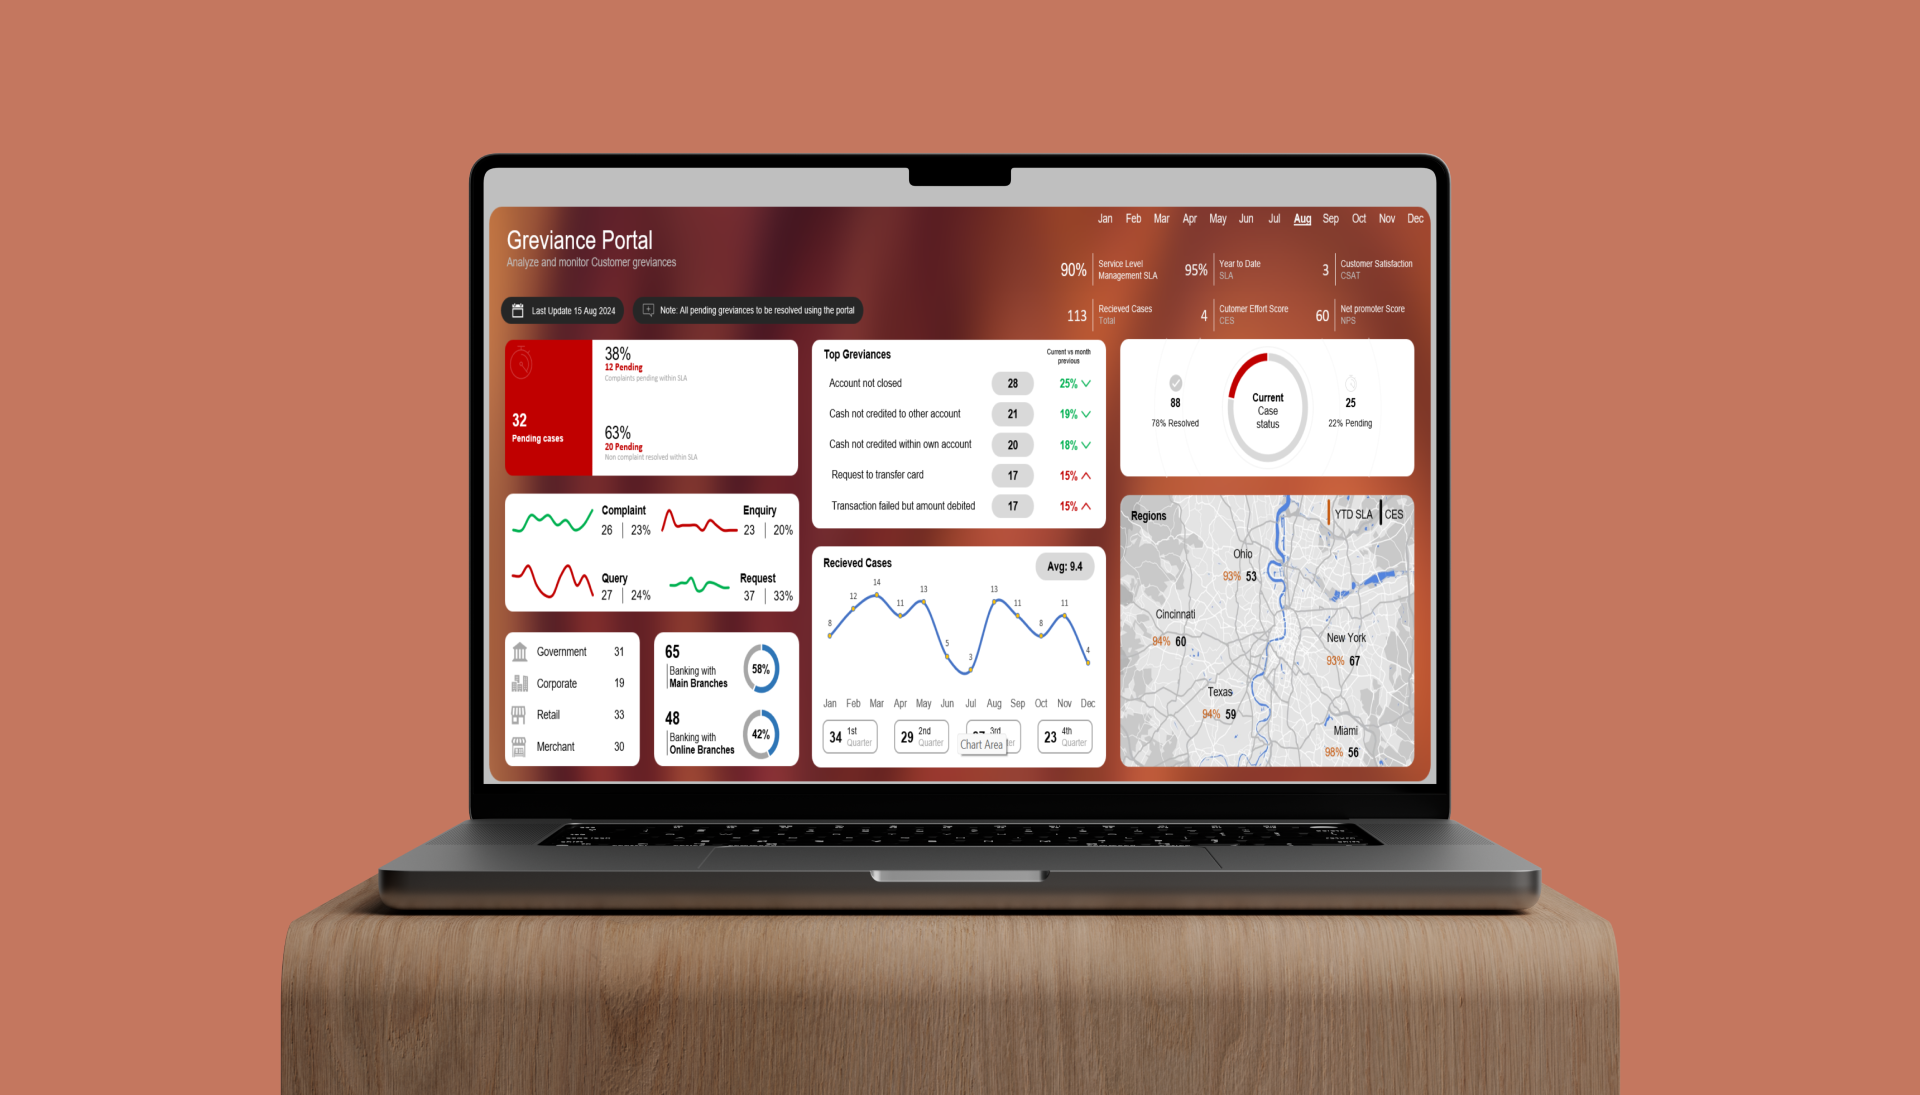 Jan Feb Mar Apr May Jun Jul Aug Sep Oct Nov Dec
Greviance Portal
Analyze and monitor Customer greviances
90% Service Level
Management SLA
95% Year to Date
SLA
3 Customer Satisfaction
CSAT
113 Recieved Cases
Total
4 Cutomer Effort Score
CES
60 Net promoter Score
NPS
Last Update 15 Aug 2024
Note: All pending greviances to be resolved using the portal
32
Pending cases
38%
12 Pending
Complaints pending within SLA
63%
20 Pending
Non complaint resolved within SLA
Top Greviances
Current vs month
previous
Account not closed 28 25%
Cash not credited to other account 21 19%
Cash not credited within own account 20 18%
Request to transfer card 17 15%
Transaction failed but amount debited 17 15%
88
78% Resolved
Current
Case
status
25
22% Pending
Complaint
26 23%
Enquiry
23 20%
Query
27 24%
Request
37 33%
Government 31
Corporate 19
Retail 33
Merchant 30
65
Banking with
Main Branches
58%
48
Banking with
Online Branches
42%
Recieved Cases
Avg: 9.4
8 12 14 11 13 5 3 13 11 8 11 4
Jan Feb Mar Apr May Jun Jul Aug Sep Oct Nov Dec
34 1st
Quarter
29 2nd
Quarter
3rd
Chart Area
23 4th
Quarter
Regions
YTD SLA CES
Ohio
93% 53
Cincinnati
94% 60
New York
93% 67
Texas
94% 59
Miami
98% 56